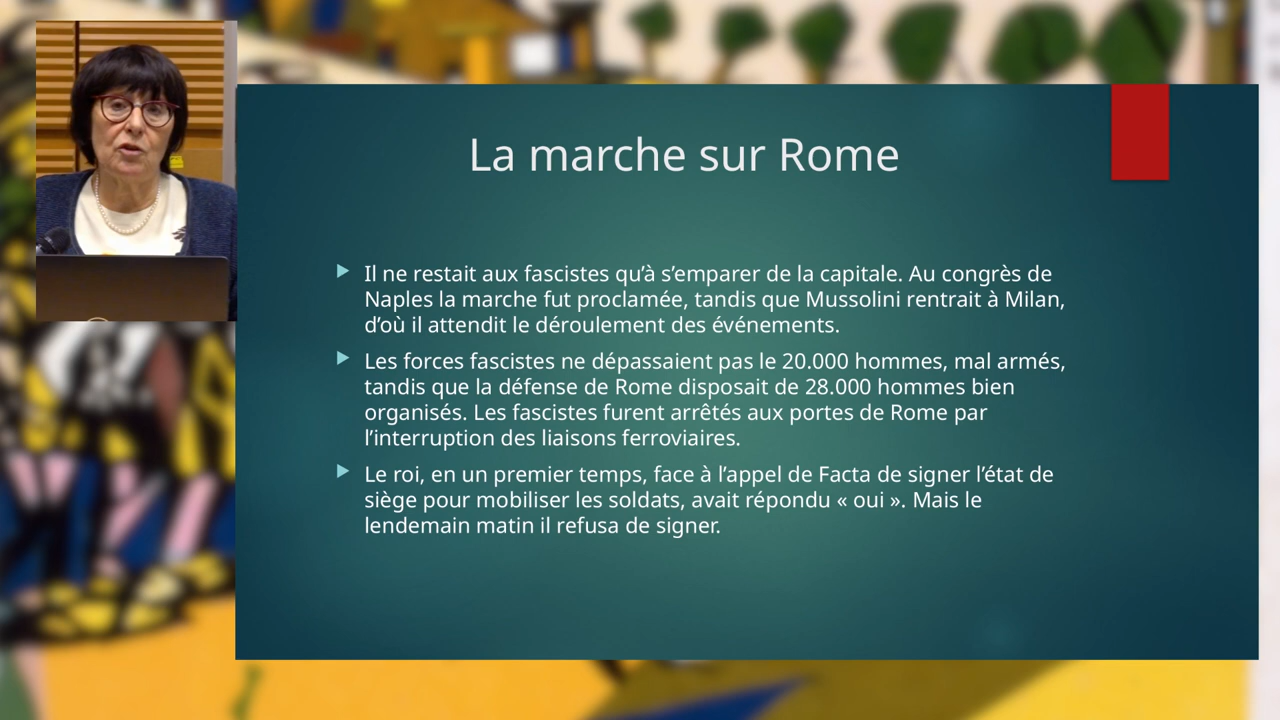 La marche sur Rome
Il ne restait aux fascistes qu’à s’emparer de la capitale. Au congrès de
Naples la marche fut proclamée, tandis que Mussolini rentrait à Milan,
d’où il attendit le déroulement des événements.
Les forces fascistes ne dépassaient pas le 20.000 hommes, mal armés,
tandis que la défense de Rome disposait de 28.000 hommes bien
organisés. Les fascistes furent arrêtés aux portes de Rome par
l’interruption des liaisons ferroviaires.
Le roi, en un premier temps, face à l’appel de Facta de signer l’état de
siège pour mobiliser les soldats, avait répondu « oui ». Mais le
lendemain matin il refusa de signer.